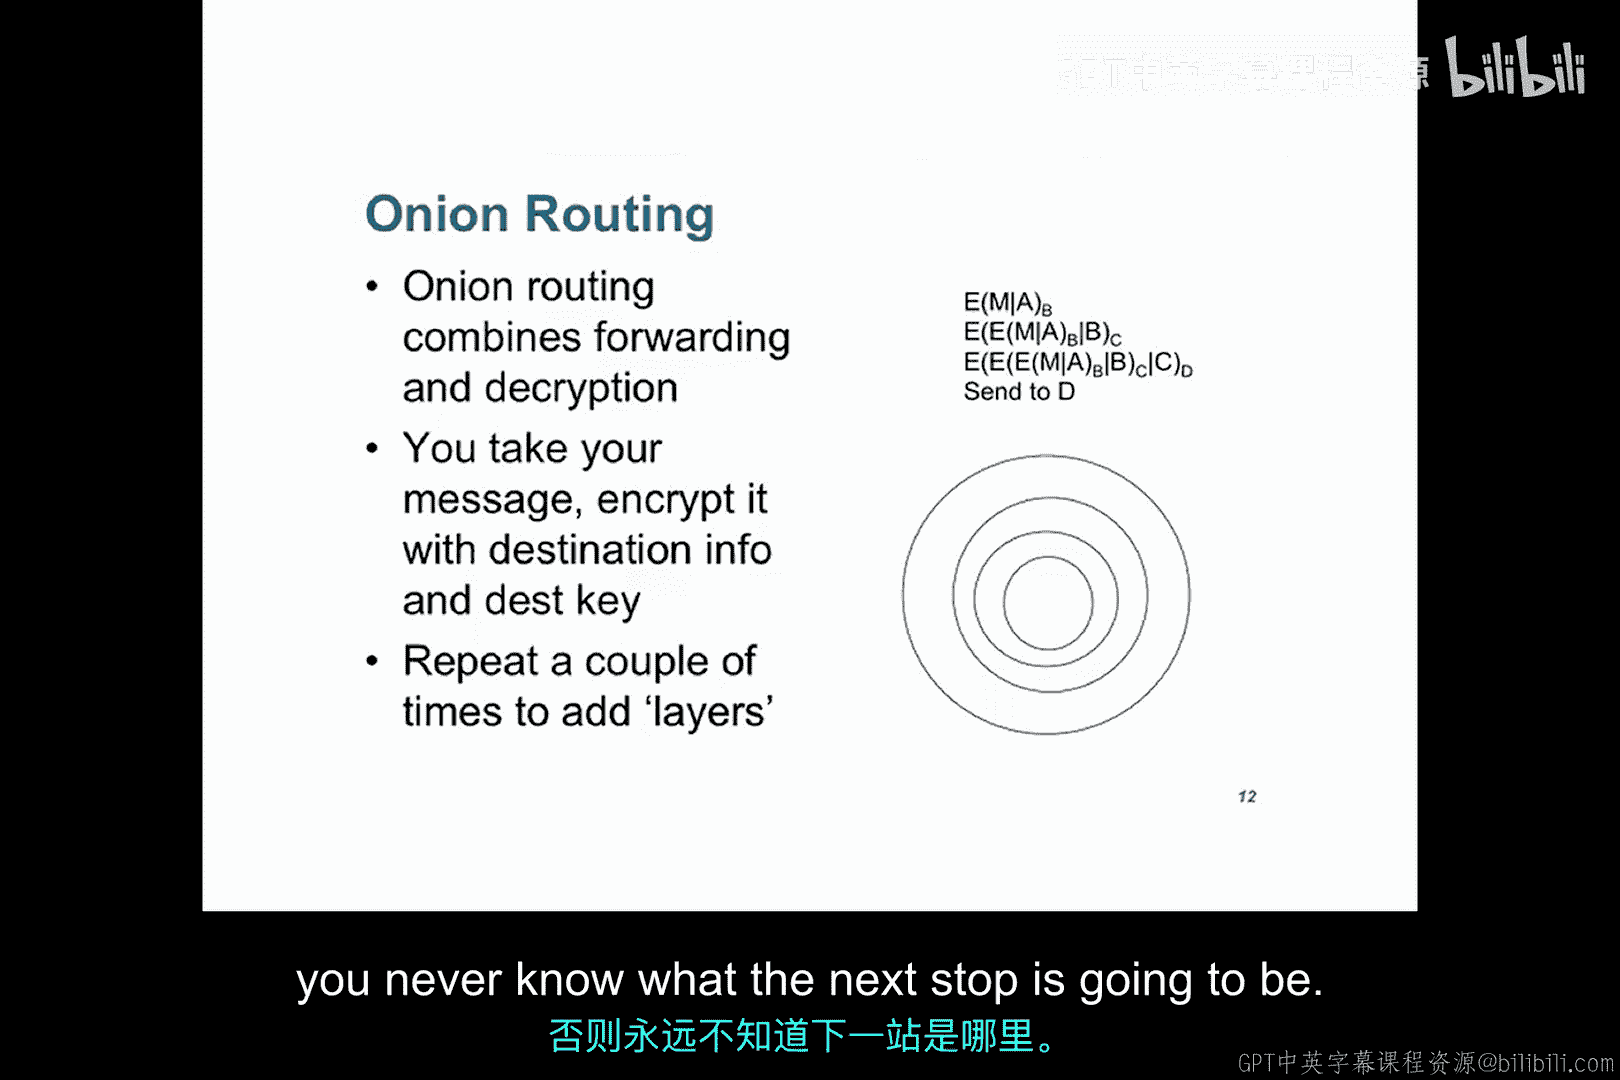 bilibili
Onion Routing
• Onion routing
combines forwarding
and decryption
• You take your
message, encrypt it
with destination info
and dest key
• Repeat a couple of
times to add ‘layers’
E(M|A)B
E(E(M|A)B|B)C
E(E(E(M|A)B|B)C|C)D
Send to D
12
you never know what the next stop is going to be.
否则永远不知道下一站是哪里。
GPT中英字幕课程资源@bilibili.com